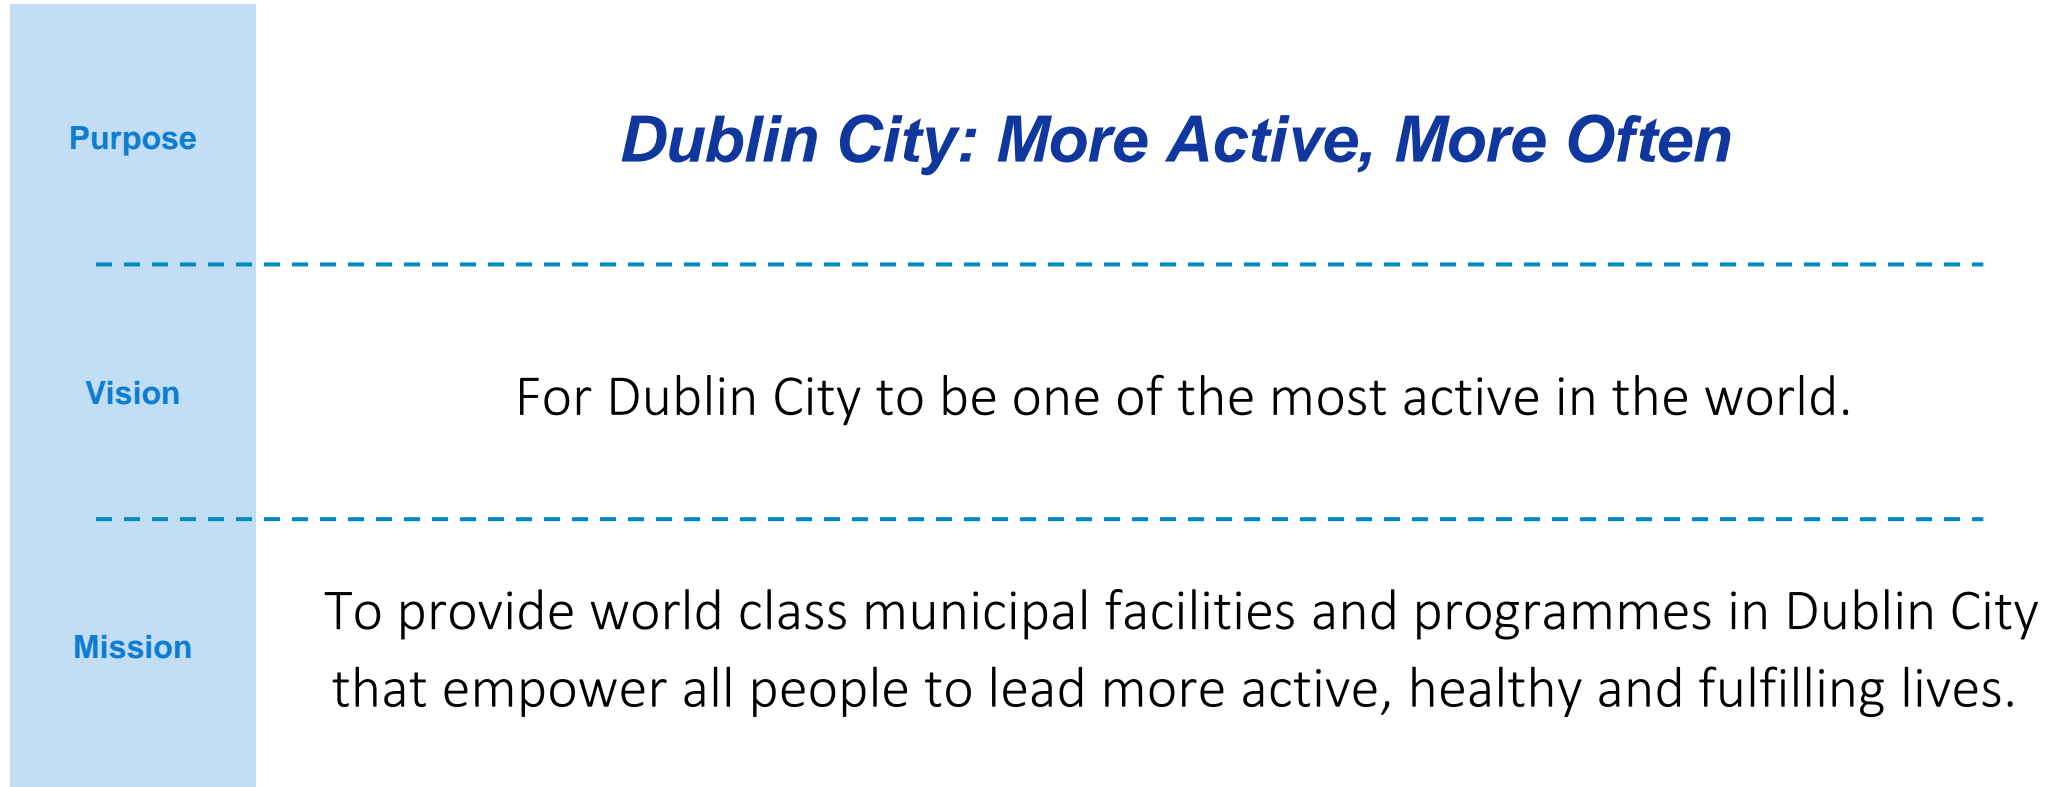 Purpose
Dublin City: More Active, More Often
Vision
For Dublin City to be one of the most active in the world.
Mission
To provide world class municipal facilities and programmes in Dublin City
that empower all people to lead more active, healthy and fulfilling lives.